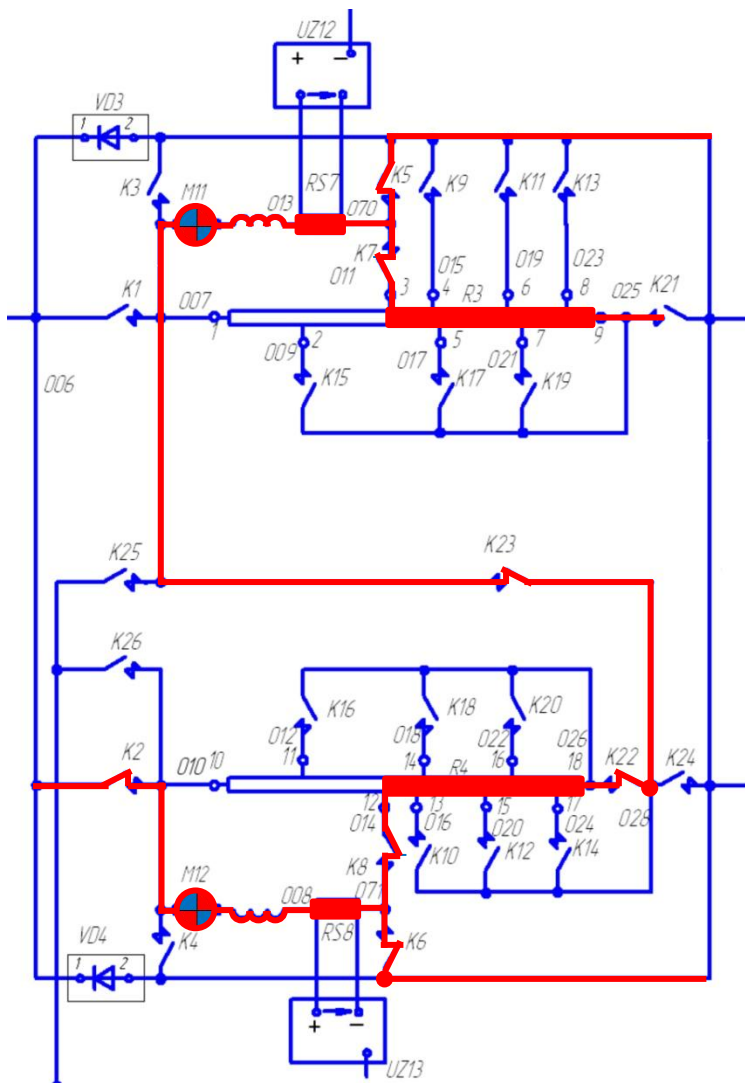 UZ12
+ −
VD3
1 2
K3
M11
013
RS7
070
K5
K9
K11
K13
K7
011
015
019
023
3
4
6
8
R3
025
K21
K1
007
1
9
009
2
017
5
021
7
006
K15
K17
K19
K25
K23
K26
K16
K18
K20
012
11
018
14
022
16
026
18
K2
010
10
R4
K22
K24
12
13
15
17
014
016
020
024
028
K8
K10
K12
K14
M12
008
071
K4
RS8
K6
VD4
1 2
+ −
UZ13